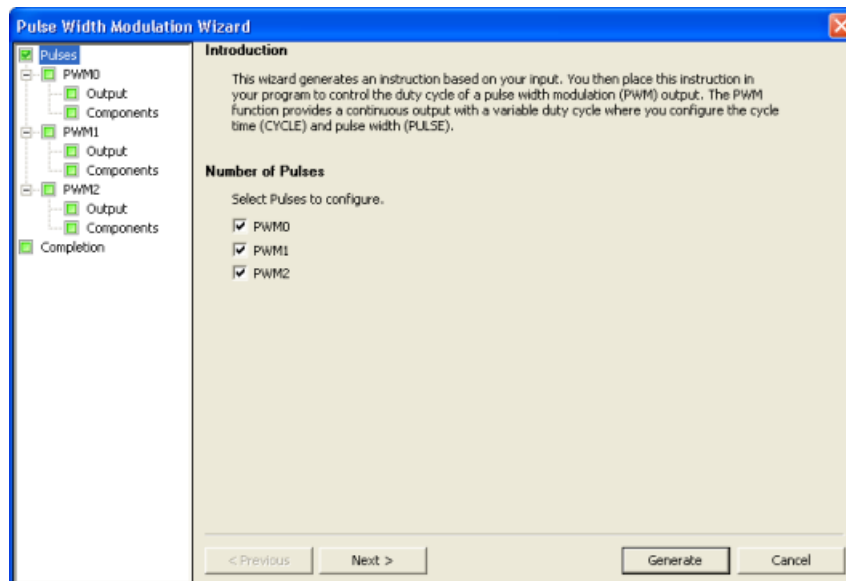 Pulse Width Modulation Wizard
Pulses
PWM0
Output
Components
PWM1
Output
Components
PWM2
Output
Components
Completion
Introduction
This wizard generates an instruction based on your input. You then place this instruction in
your program to control the duty cycle of a pulse width modulation (PWM) output. The PWM
function provides a continuous output with a variable duty cycle where you configure the cycle
time (CYCLE) and pulse width (PULSE).
Number of Pulses
Select Pulses to configure.
PWM0
PWM1
PWM2
< Previous
Next >
Generate
Cancel